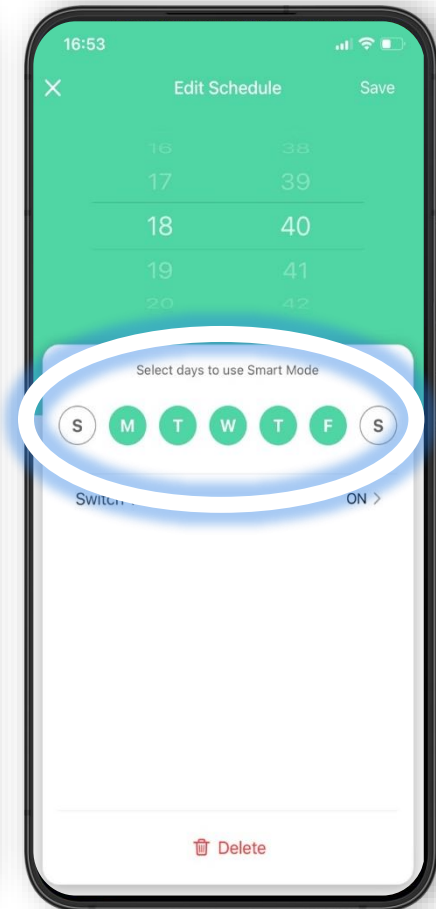 16:53
Edit Schedule Save
16 38
17 39
18 40
19 41
20 42
Select days to use Smart Mode
S M T W T F S
Switch ON >
Delete